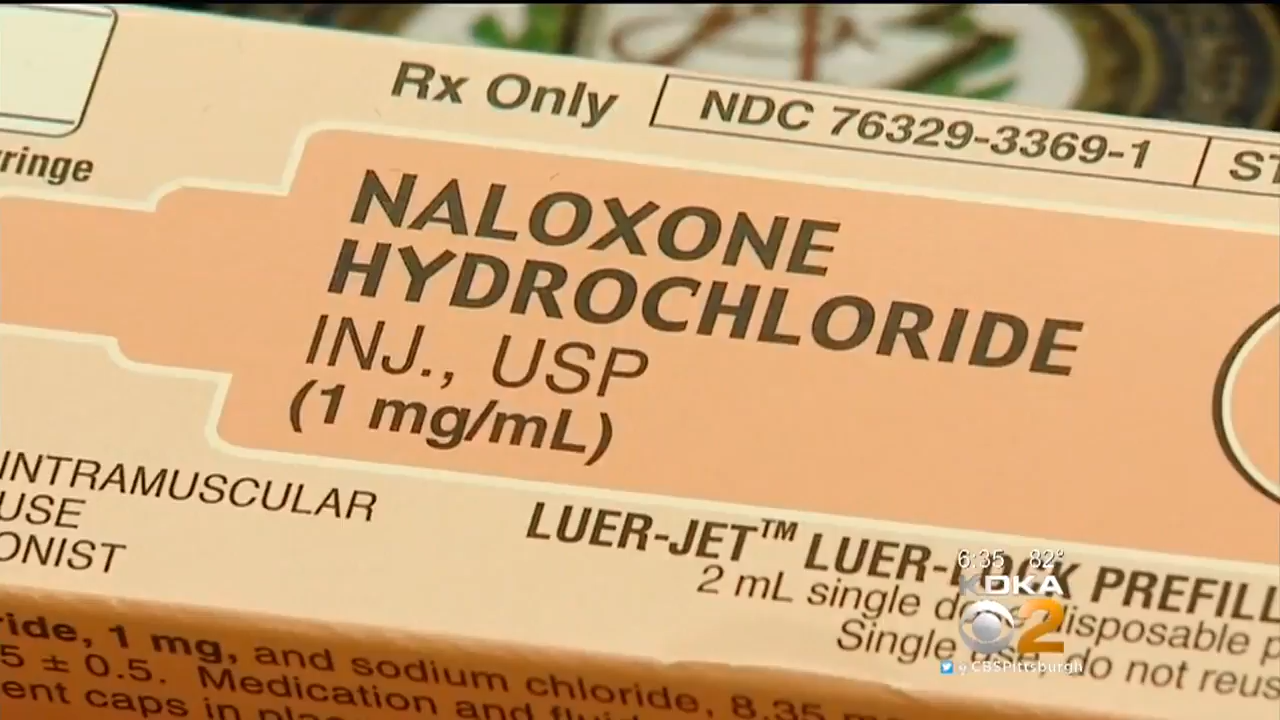 Rx Only
NDC 76329-3369-1
ST
ringe
NALOXONE
HYDROCHLORIDE
INJ., USP
(1 mg/mL)
INTRAMUSCULAR
USE
ONIST
LUER-JET™ LUER-LOCK PREFILL
2 mL single dose disposable p
Single use, do not reus
ride, 1 mg, and sodium chloride, 8.35 m
5 ± 0.5. Medication and flui
ent caps in plac
6:35 82°
KDKA
2
@CBSPittsburgh